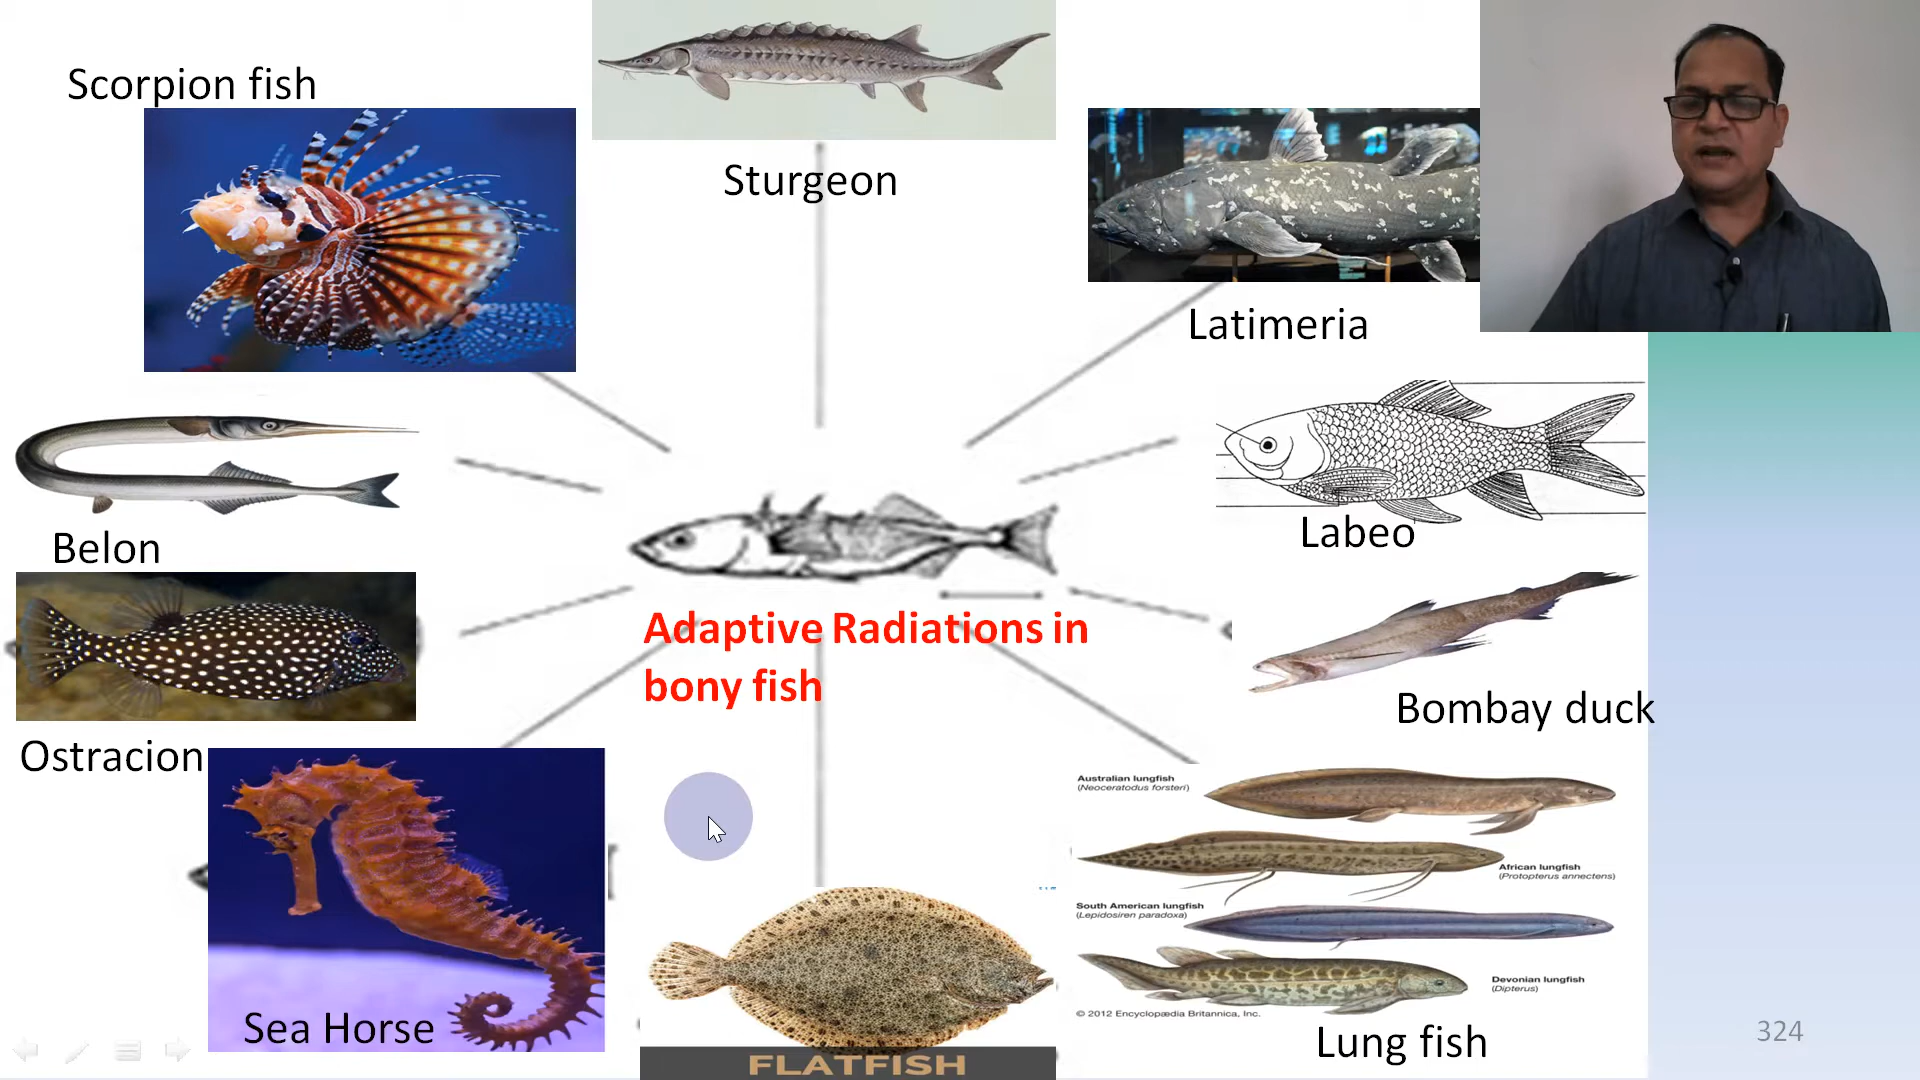 Scorpion fish
Sturgeon
Latimeria
Labeo
Belon
Adaptive Radiations in
bony fish
Bombay duck
Ostracion
Australian lungfish
(Neoceratodus forsteri)
African lungfish
(Protopterus annectens)
South American lungfish
(Lepidosiren paradoxa)
Devonian lungfish
(Dipterus)
© 2012 Encyclopædia Britannica, Inc.
Sea Horse
Lung fish
FLATFISH
324